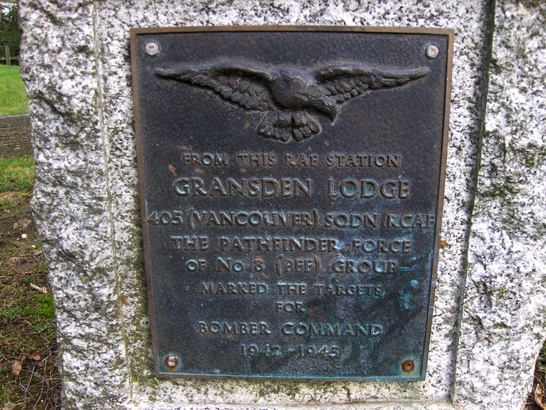 FROM THIS RAF STATION
GRANSDEN LODGE
405 (VANCOUVER) SQDN RCAF
THE PATHFINDER FORCE
OF No 8 (PFF) GROUP
MARKED THE TARGETS
FOR
BOMBER COMMAND
1942-1945